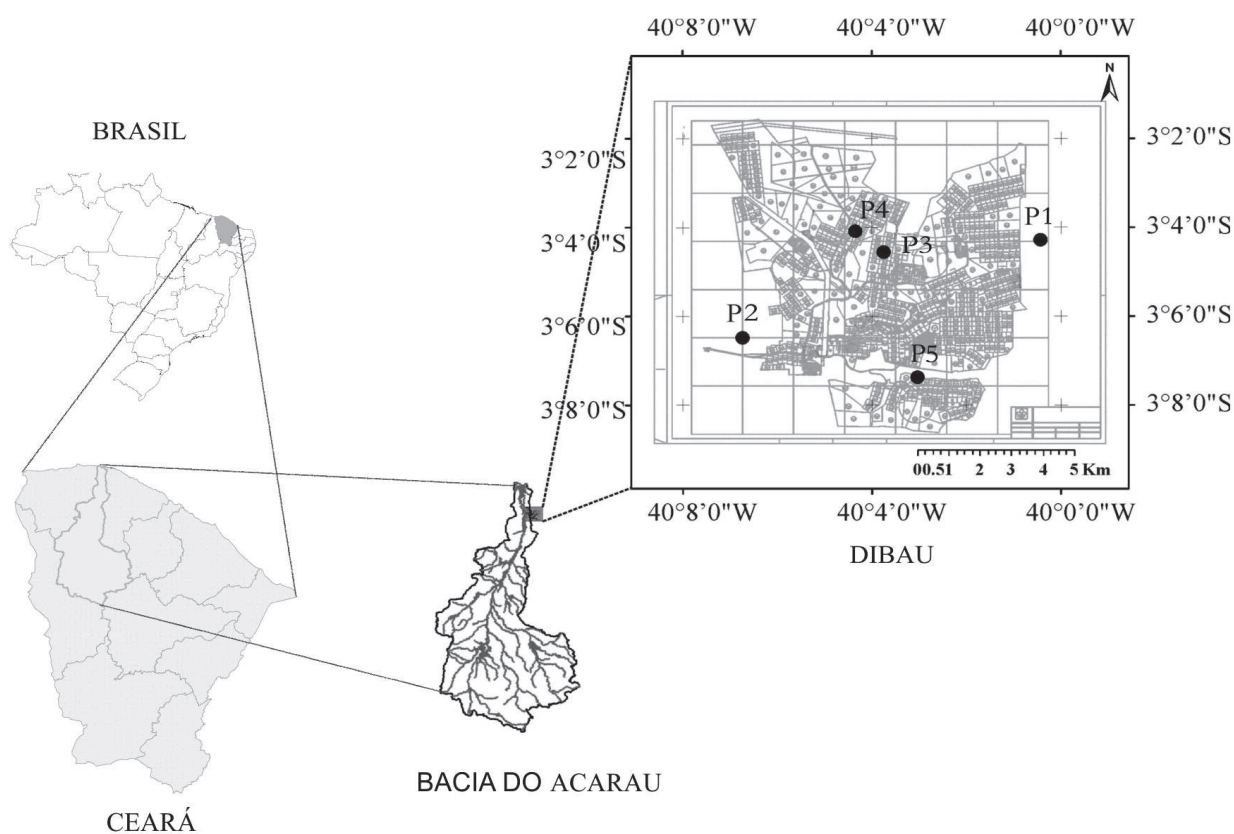 40°8'0"W 40°4'0"W 40°0'0"W
N
BRASIL
3°2'0"S 3°2'0"S
P4 P1
3°4'0"S P3 3°4'0"S
P2
3°6'0"S 3°6'0"S
P5
3°8'0"S 3°8'0"S
00.51 2 3 4 5 Km
40°8'0"W 40°4'0"W 40°0'0"W
DIBAU
BACIA DO ACARAU
CEARÁ